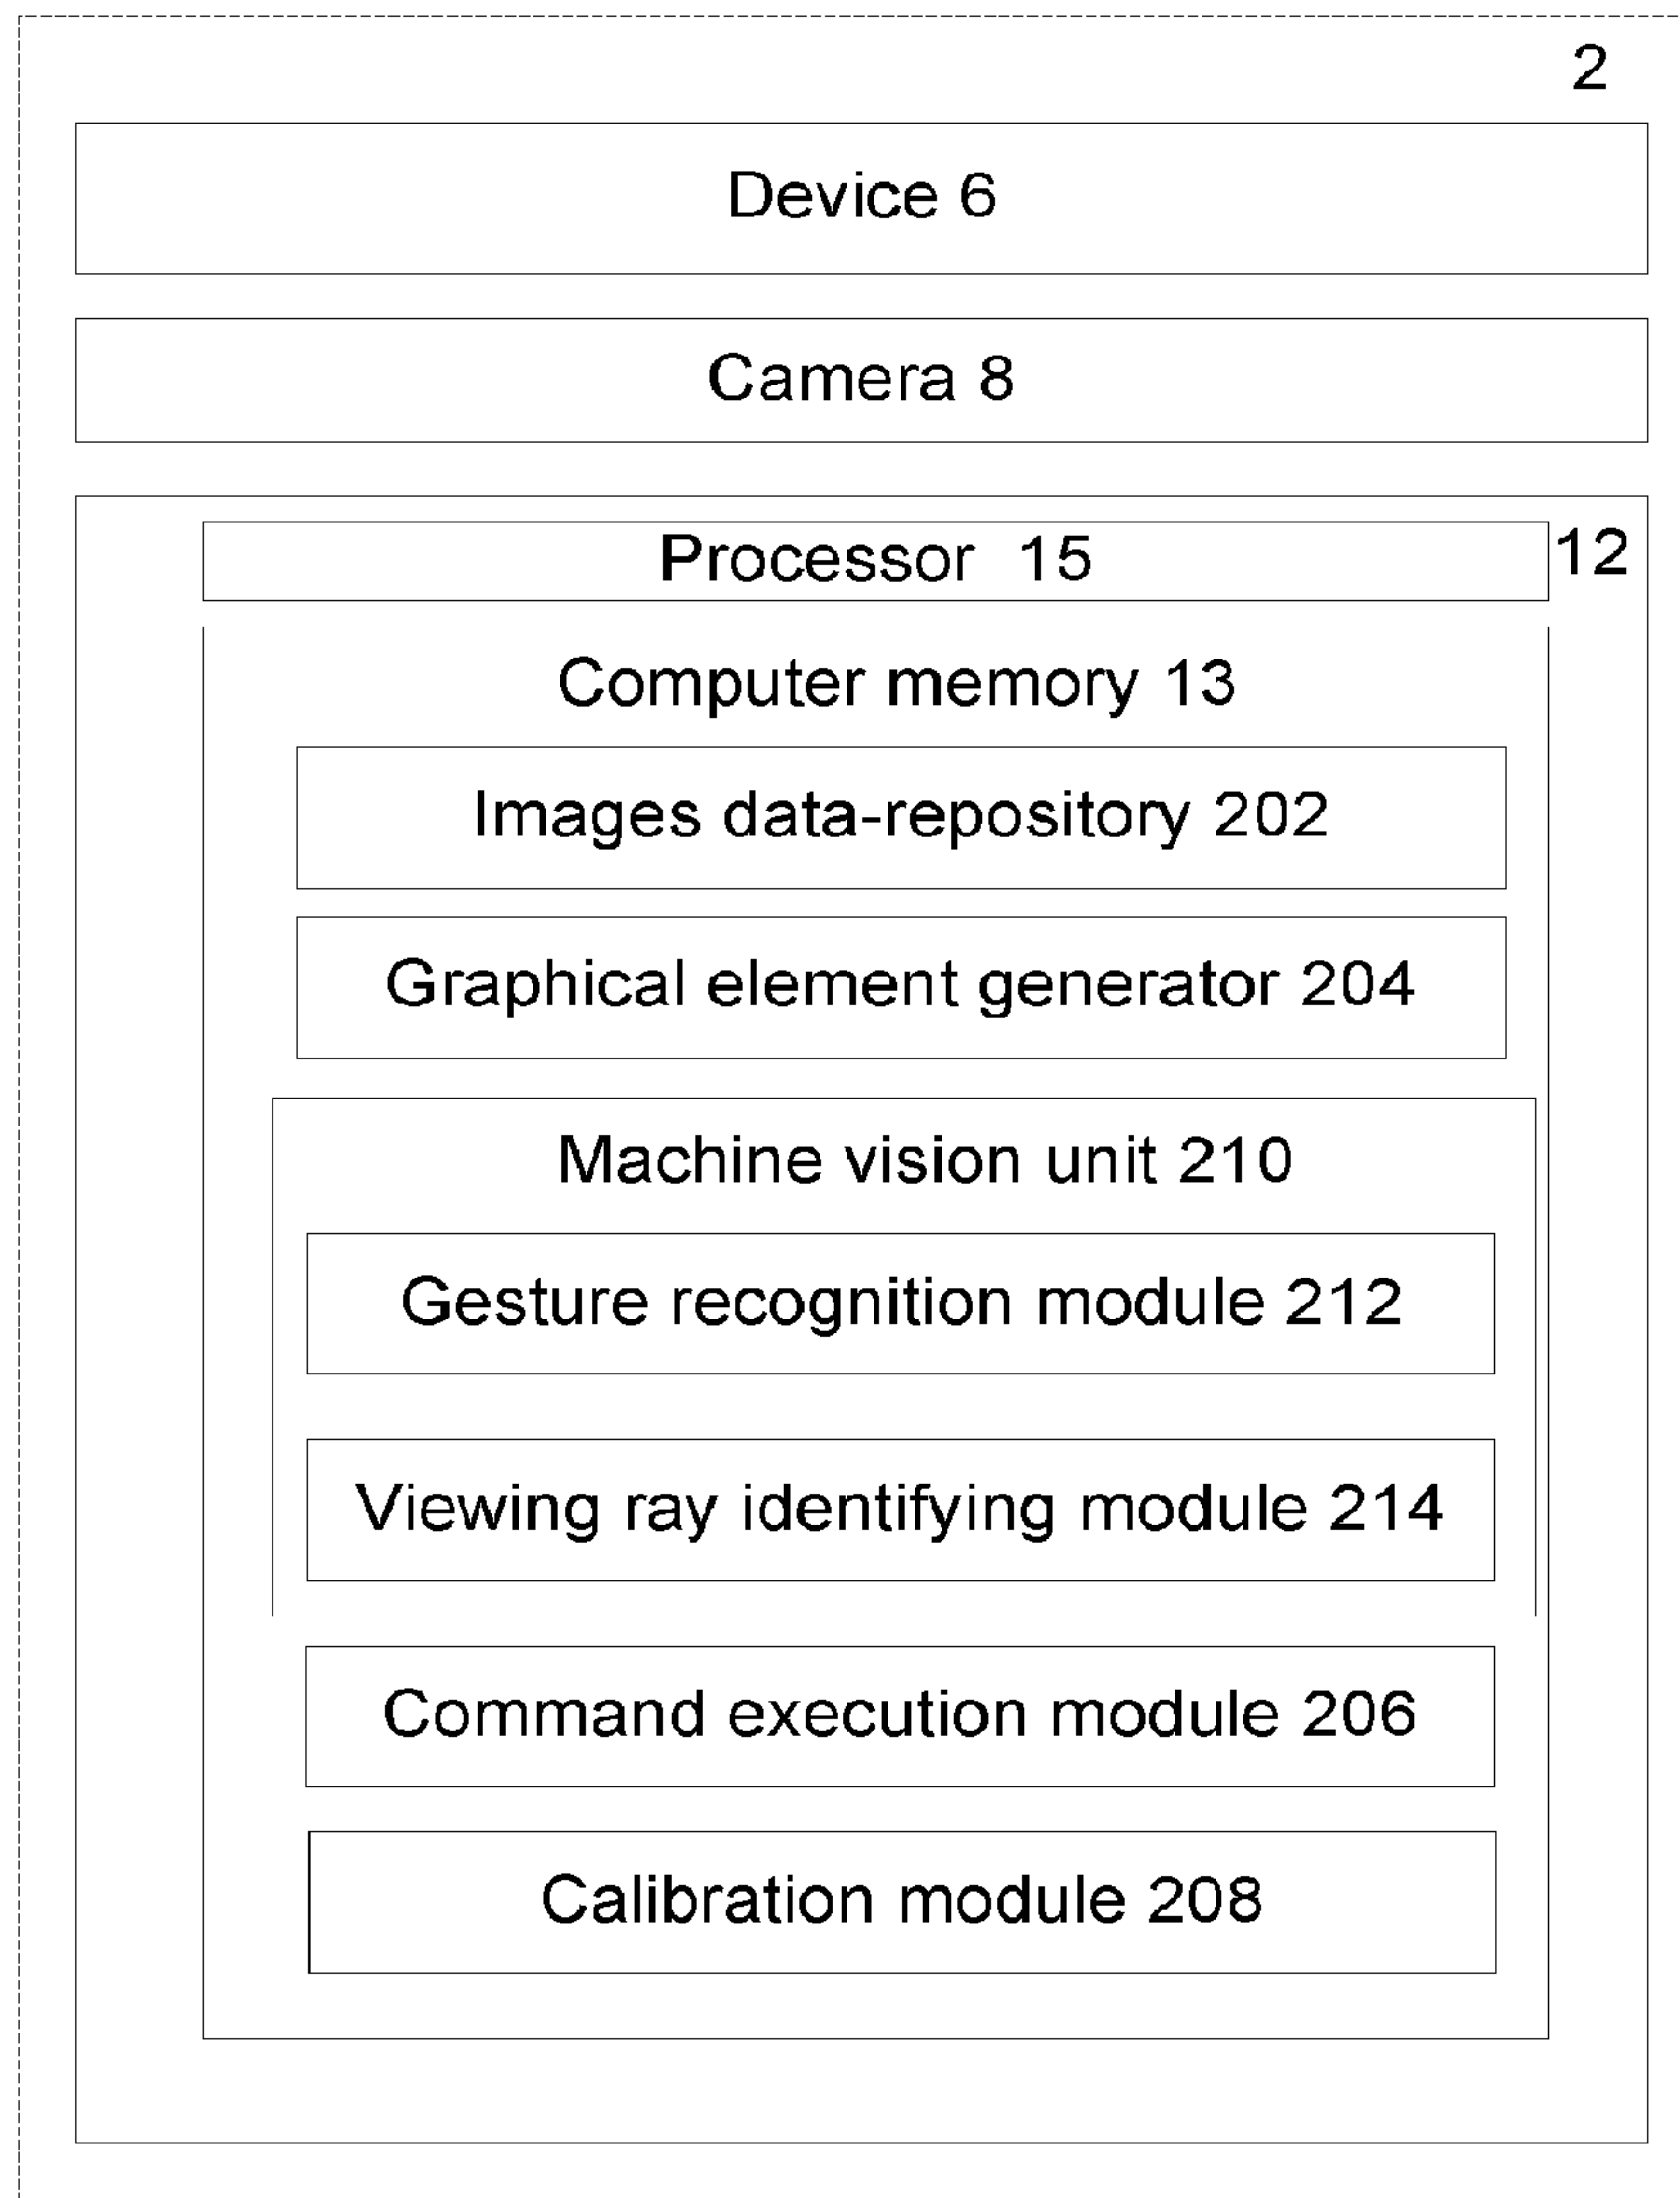 2
Device 6
Camera 8
Processor 15
12
Computer memory 13
Images data-repository 202
Graphical element generator 204
Machine vision unit 210
Gesture recognition module 212
Viewing ray identifying module 214
Command execution module 206
Calibration module 208